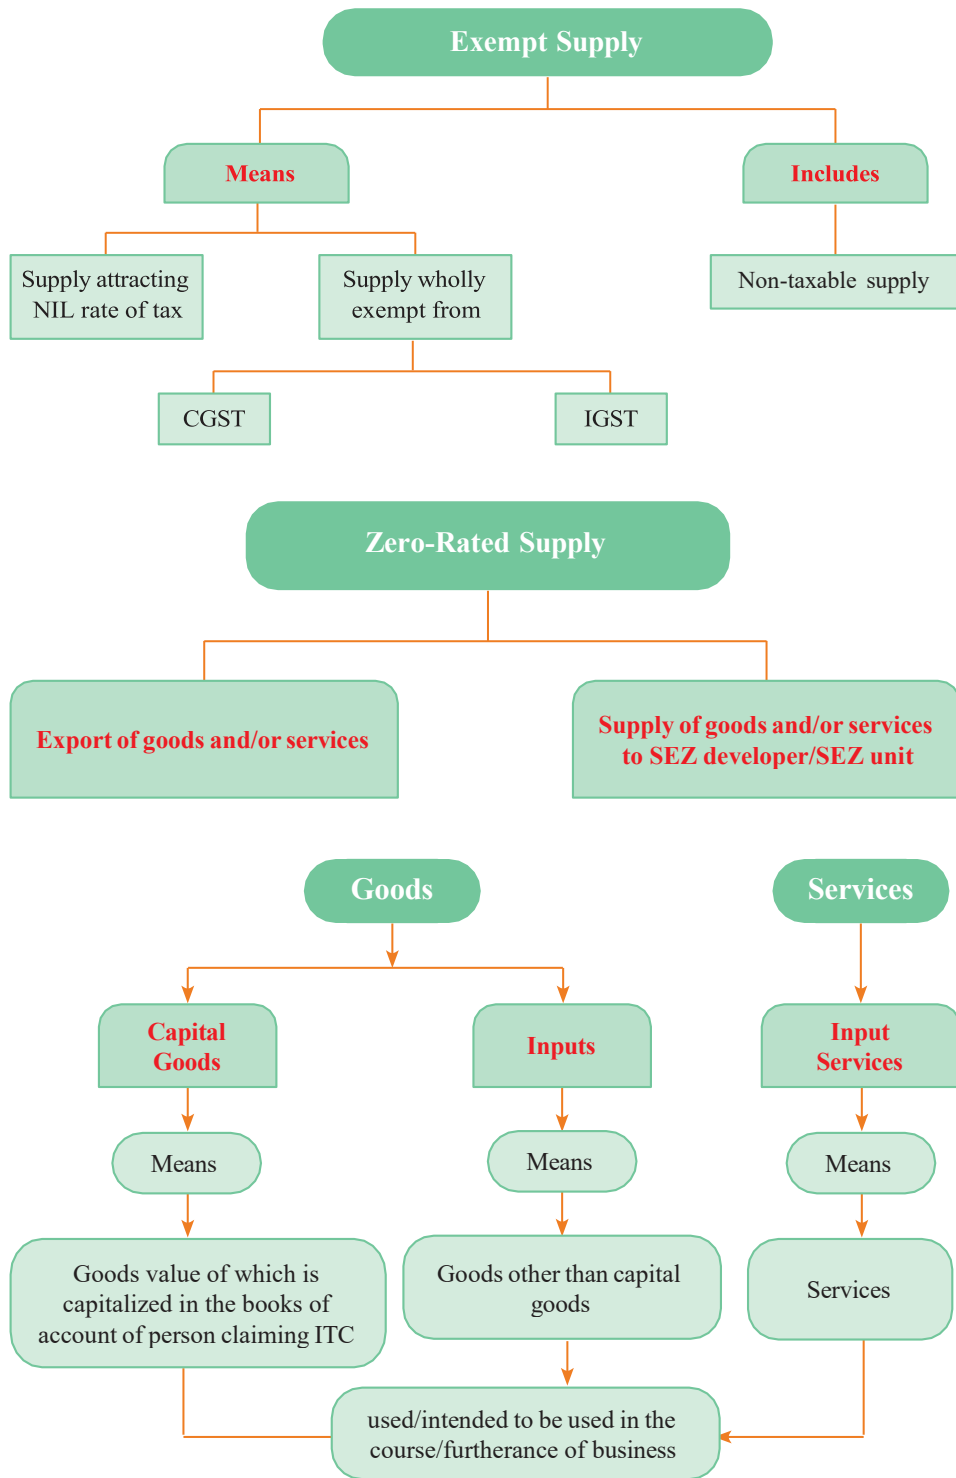 Exempt Supply
Means
Includes
Supply attracting
NIL rate of tax
Supply wholly
exempt from
Non-taxable supply
CGST
IGST
Zero-Rated Supply
Export of goods and/or services
Supply of goods and/or services
to SEZ developer/SEZ unit
Goods
Services
Capital
Goods
Inputs
Input
Services
Means
Means
Means
Goods value of which is
capitalized in the books of
account of person claiming ITC
Goods other than capital
goods
Services
used/intended to be used in the
course/furtherance of business